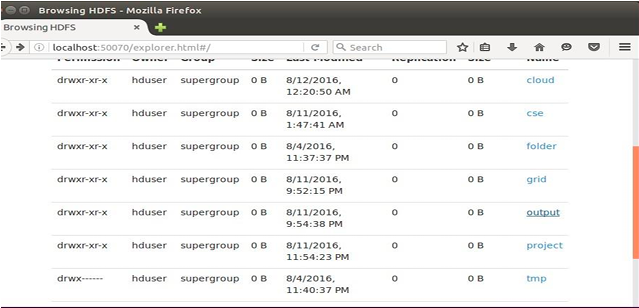 Browsing HDFS - Mozilla Firefox
Browsing HDFS
localhost:50070/explorer.html#/
Search
Permission Owner Group Size Last Modified Replication Size Name
drwxr-xr-x hduser supergroup 0 B 8/12/2016, 0 0 B cloud
12:20:50 AM
drwxr-xr-x hduser supergroup 0 B 8/11/2016, 0 0 B cse
1:47:41 AM
drwxr-xr-x hduser supergroup 0 B 8/4/2016, 0 0 B folder
11:37:37 PM
drwxr-xr-x hduser supergroup 0 B 8/11/2016, 0 0 B grid
9:52:15 PM
drwxr-xr-x hduser supergroup 0 B 8/11/2016, 0 0 B output
9:54:38 PM
drwxr-xr-x hduser supergroup 0 B 8/11/2016, 0 0 B project
11:54:23 PM
drwx------ hduser supergroup 0 B 8/4/2016, 0 0 B tmp
11:40:37 PM